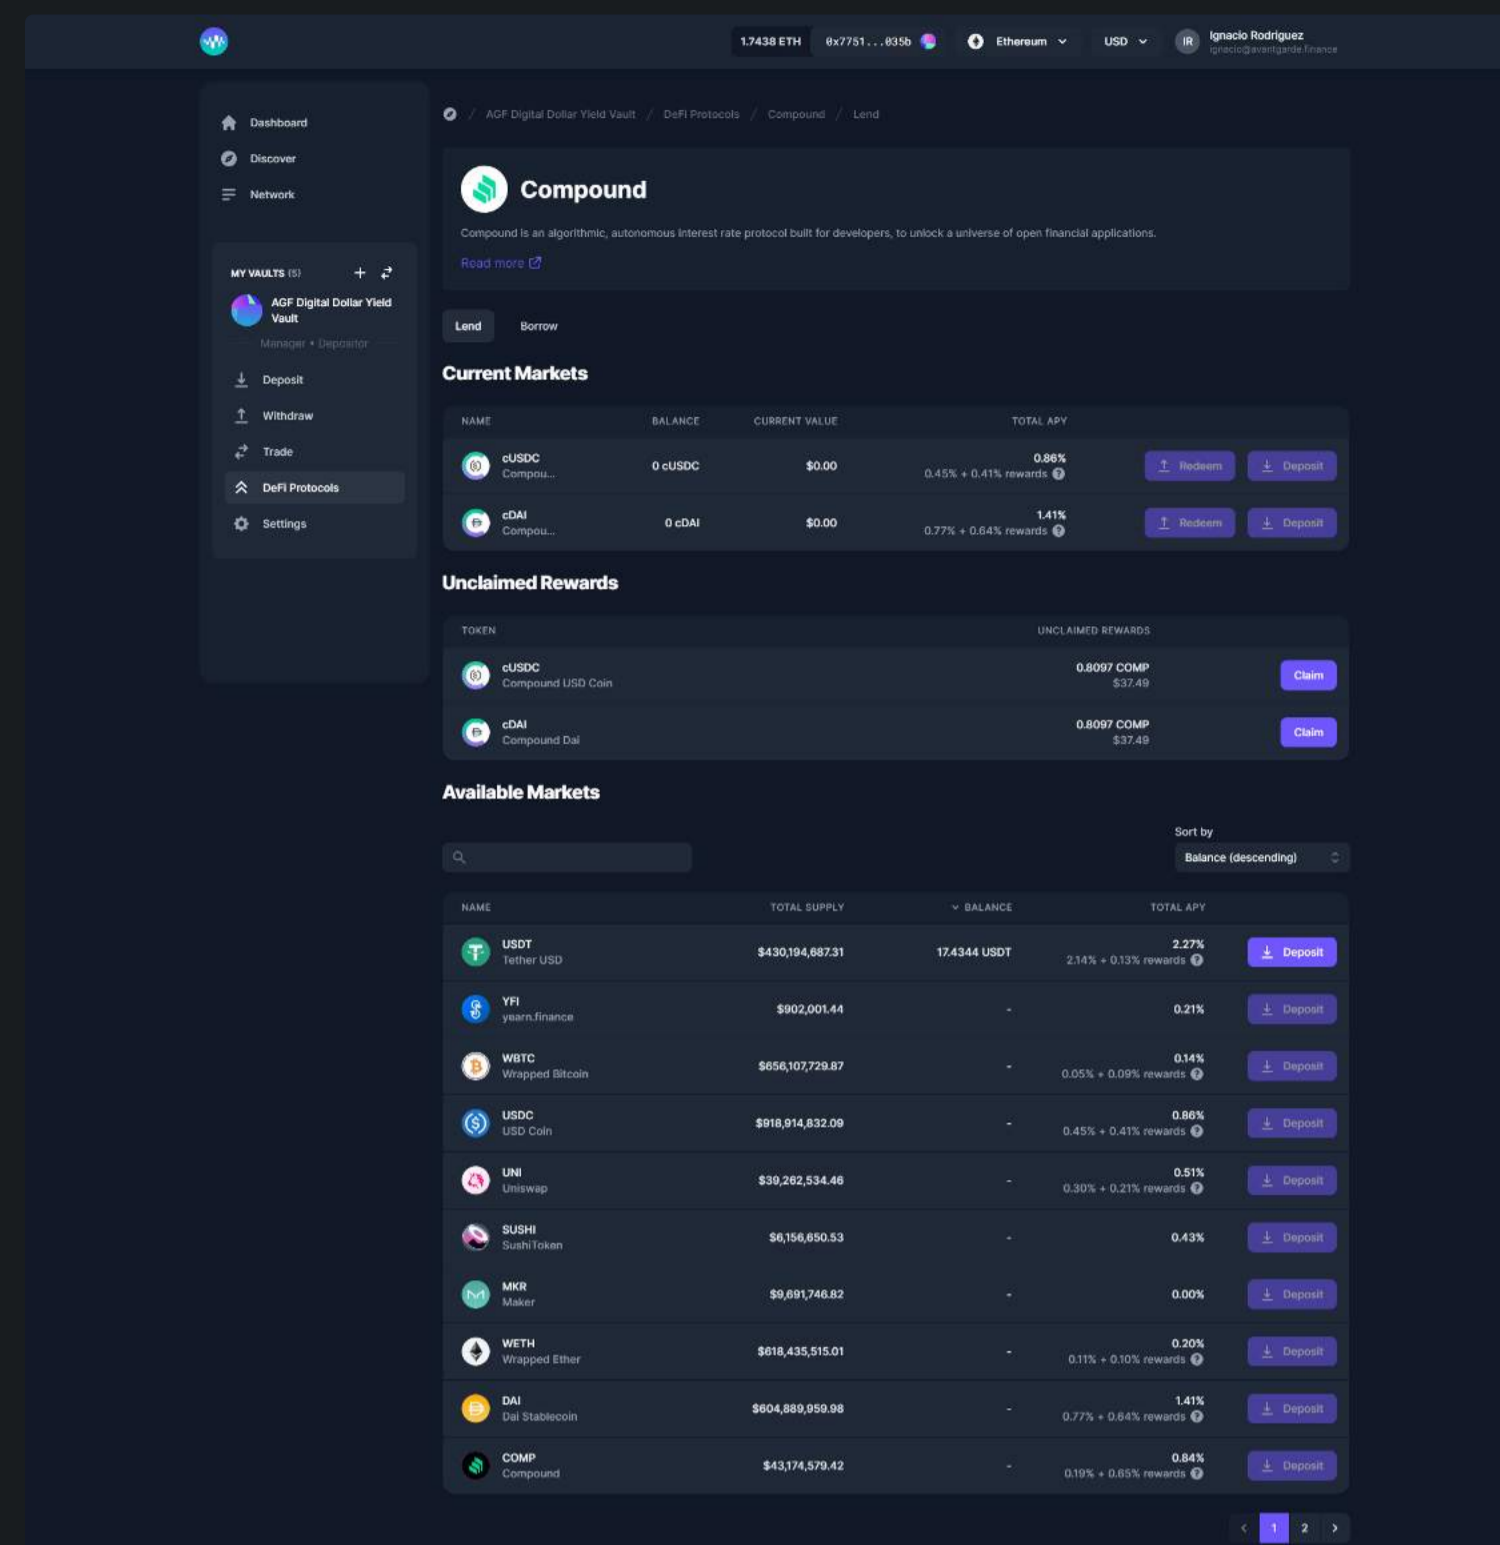 1.7438 ETH 0x7751...035b Ethereum USD IR Ignacio Rodriguez
ignacio@avantgarde.finance
Dashboard
Discover
Network
MY VAULTS (5)
AGF Digital Dollar Yield
Vault
Manager • Depositor
Deposit
Withdraw
Trade
DeFi Protocols
Settings
/ AGF Digital Dollar Yield Vault / DeFi Protocols / Compound / Lend
Compound
Compound is an algorithmic, autonomous interest rate protocol built for developers, to unlock a universe of open financial applications.
Read more
Lend Borrow
Current Markets
NAME BALANCE CURRENT VALUE TOTAL APY
cUSDC 0 cUSDC $0.00 0.86% Redeem Deposit
Compou... 0.45% + 0.41% rewards
cDAI 0 cDAI $0.00 1.41% Redeem Deposit
Compou... 0.77% + 0.64% rewards
Unclaimed Rewards
TOKEN UNCLAIMED REWARDS
cUSDC 0.8097 COMP Claim
Compound USD Coin $37.49
cDAI 0.8097 COMP Claim
Compound Dai $37.49
Available Markets
Sort by
Balance (descending)
NAME TOTAL SUPPLY BALANCE TOTAL APY
USDT $430,194,687.31 17.4344 USDT 2.27% Deposit
Tether USD 2.14% + 0.13% rewards
YFI $902,001.44 - 0.21% Deposit
yearn.finance
WBTC $656,107,729.87 - 0.14% Deposit
Wrapped Bitcoin 0.05% + 0.09% rewards
USDC $918,914,832.09 - 0.86% Deposit
USD Coin 0.45% + 0.41% rewards
UNI $39,262,534.46 - 0.51% Deposit
Uniswap 0.30% + 0.21% rewards
SUSHI $6,156,650.53 - 0.43% Deposit
SushiToken
MKR $9,691,746.82 - 0.00% Deposit
Maker
WETH $618,435,515.01 - 0.20% Deposit
Wrapped Ether 0.11% + 0.10% rewards
DAI $604,889,959.98 - 1.41% Deposit
Dai Stablecoin 0.77% + 0.64% rewards
COMP $43,174,579.42 - 0.84% Deposit
Compound 0.19% + 0.65% rewards
< 1 2 >